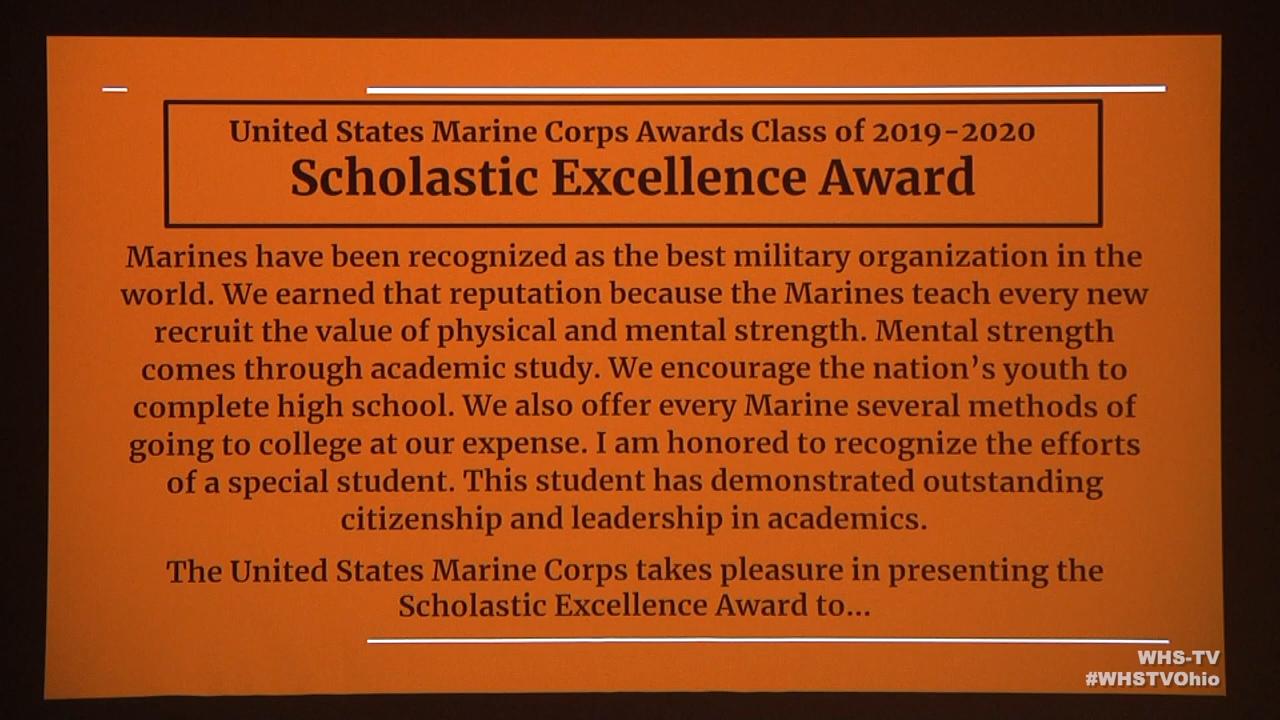 United States Marine Corps Awards Class of 2019-2020
Scholastic Excellence Award
Marines have been recognized as the best military organization in the
world. We earned that reputation because the Marines teach every new
recruit the value of physical and mental strength. Mental strength
comes through academic study. We encourage the nation’s youth to
complete high school. We also offer every Marine several methods of
going to college at our expense. I am honored to recognize the efforts
of a special student. This student has demonstrated outstanding
citizenship and leadership in academics.
The United States Marine Corps takes pleasure in presenting the
Scholastic Excellence Award to...
WHS-TV
#WHSTVOhio